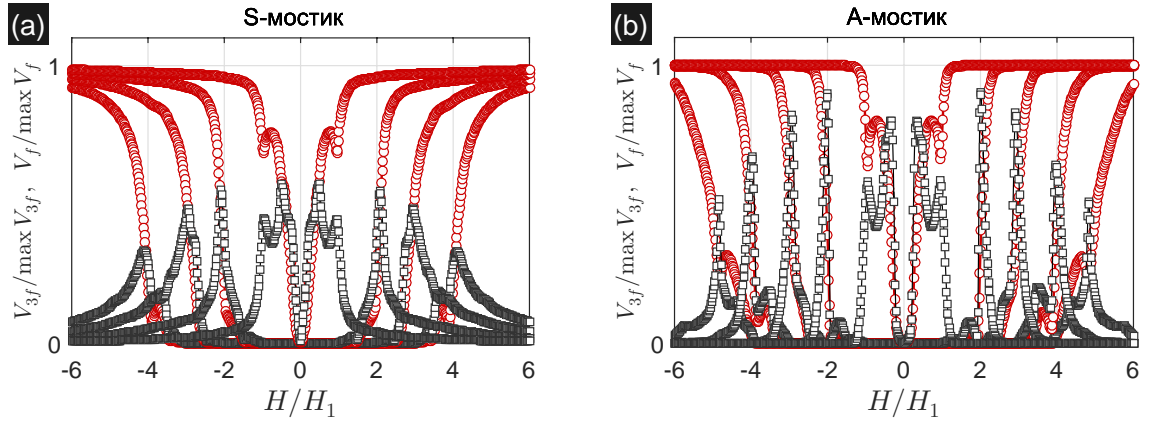 (a)
S-мостик
V_{3f}/max V_{3f}, V_f/max V_f
1
0
-6 -4 -2 0 2 4 6
H/H_1
(b)
A-мостик
V_{3f}/max V_{3f}, V_f/max V_f
1
0
-6 -4 -2 0 2 4 6
H/H_1